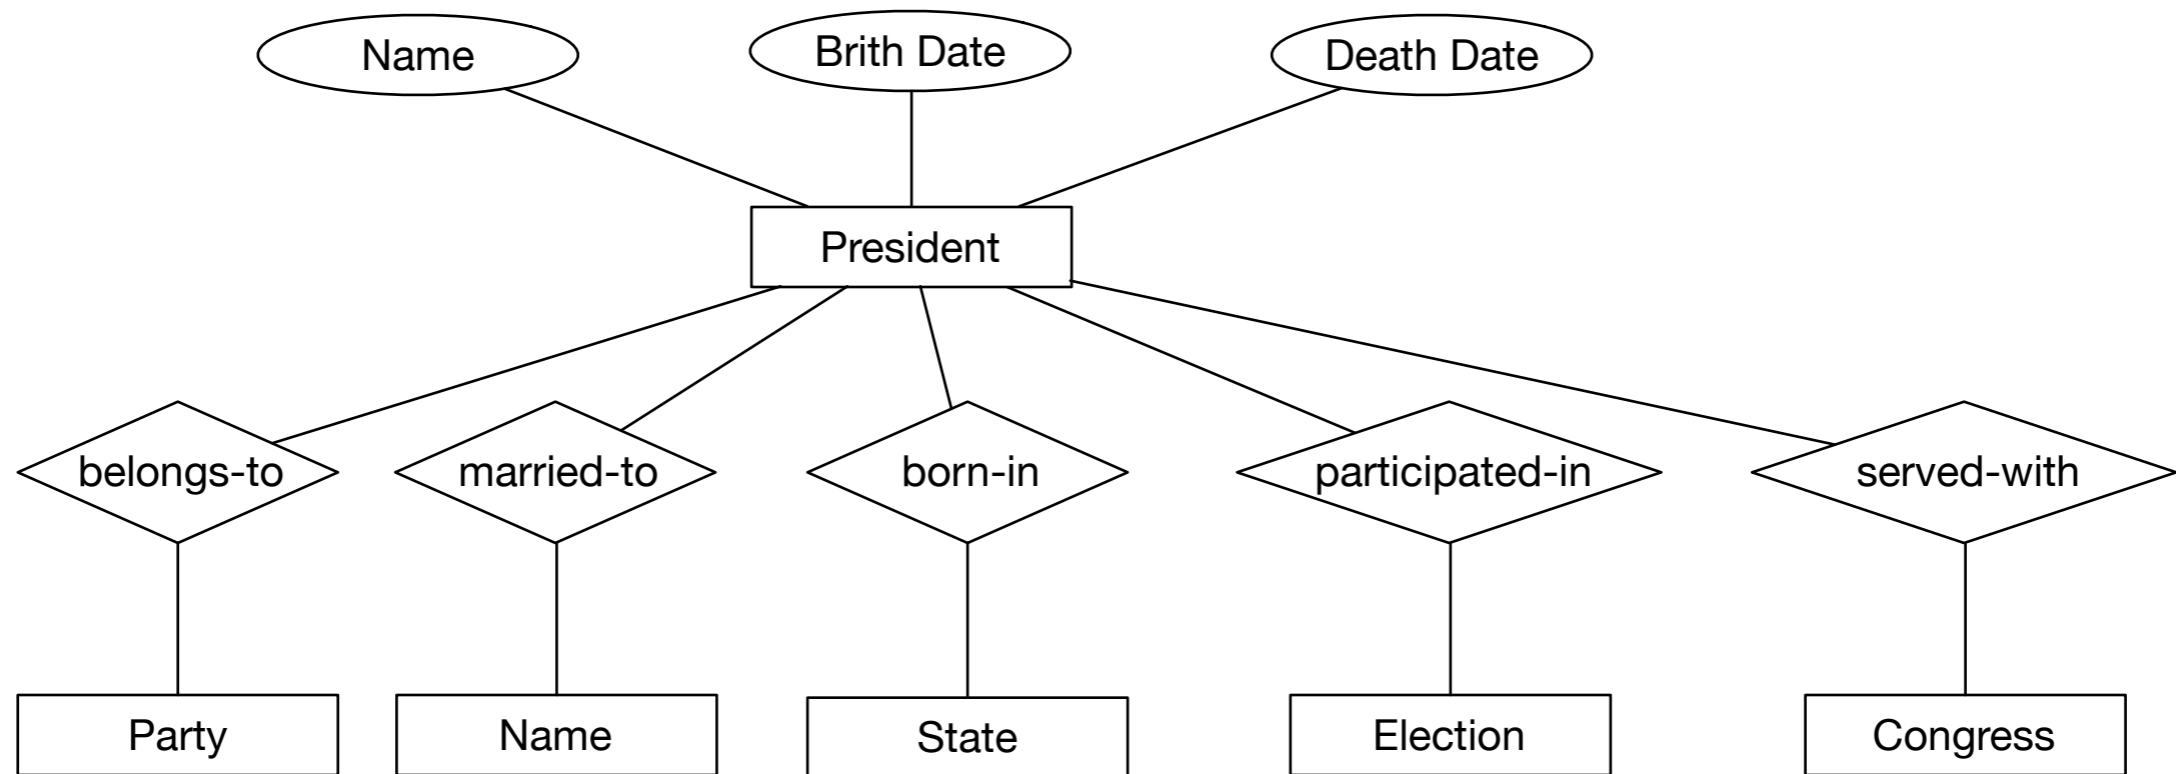 Name
Brith Date
Death Date
President
belongs-to
married-to
born-in
participated-in
served-with
Party
Name
State
Election
Congress